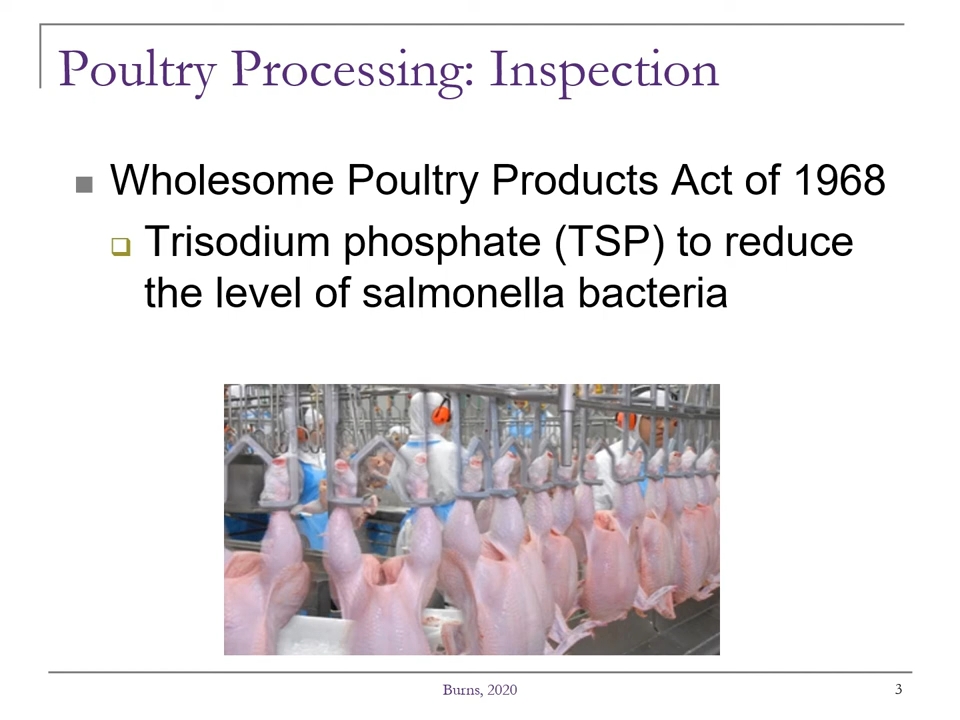 Poultry Processing: Inspection
Wholesome Poultry Products Act of 1968
Trisodium phosphate (TSP) to reduce
the level of salmonella bacteria
Burns, 2020
3